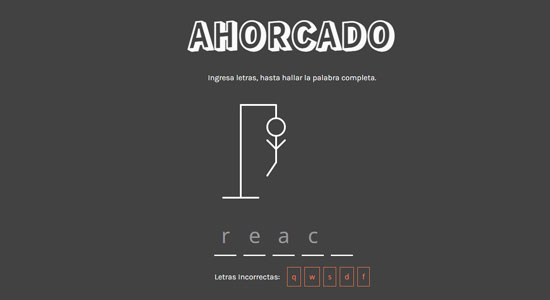 AHORCADO
Ingresa letras, hasta hallar la palabra completa.
r e a c
Letras Incorrectas: q w s d f